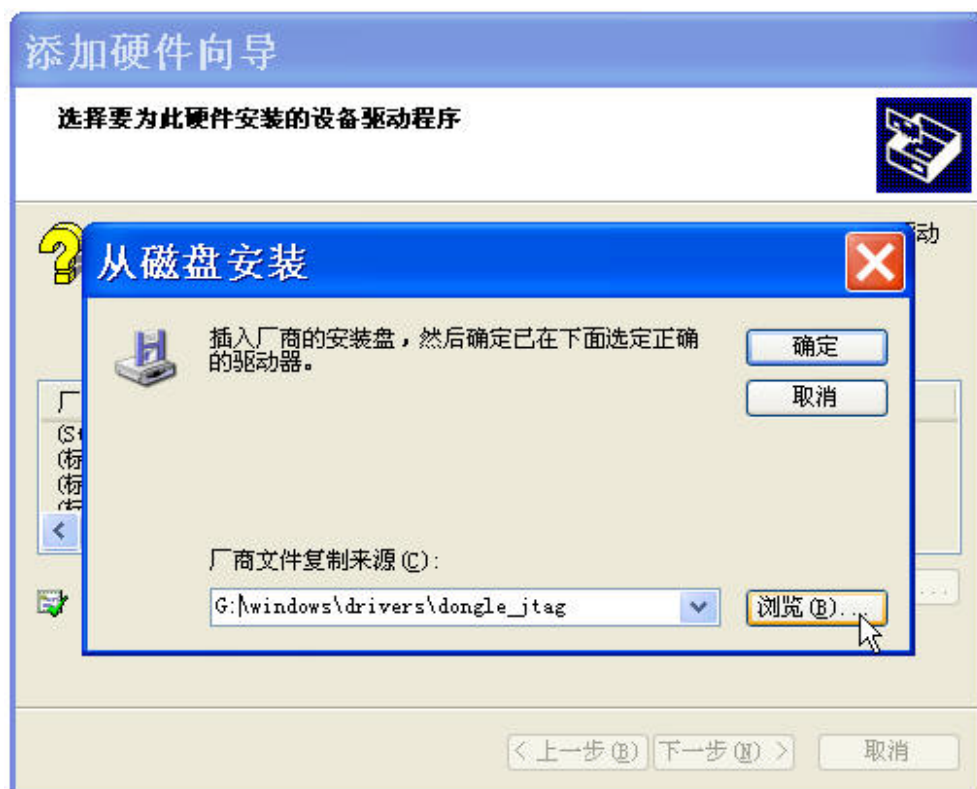 添加硬件向导
选择要为此硬件安装的设备驱动程序
动
从磁盘安装
插入厂商的安装盘，然后确定已在下面选定正确
的驱动器。
确定
取消
厂
(标
(标
厂商文件复制来源(C):
G:\windows\drivers\dongle_jtag
浏览(B)...
< 上一步(B)
下一步(N) >
取消